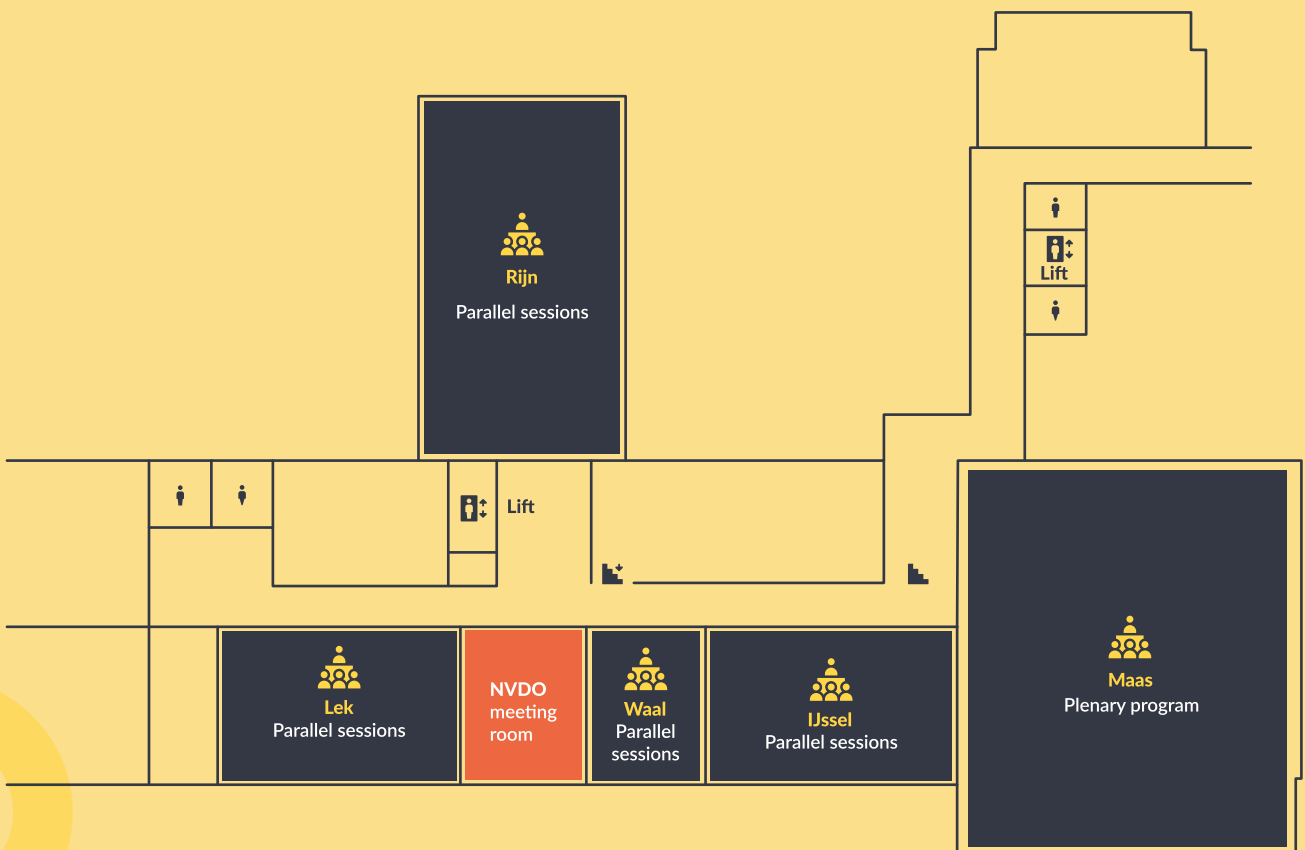 Lift
Rijn
Parallel sessions
Lift
Lek
Parallel sessions
NVDO
meeting
room
Waal
Parallel
sessions
IJssel
Parallel sessions
Maas
Plenary program